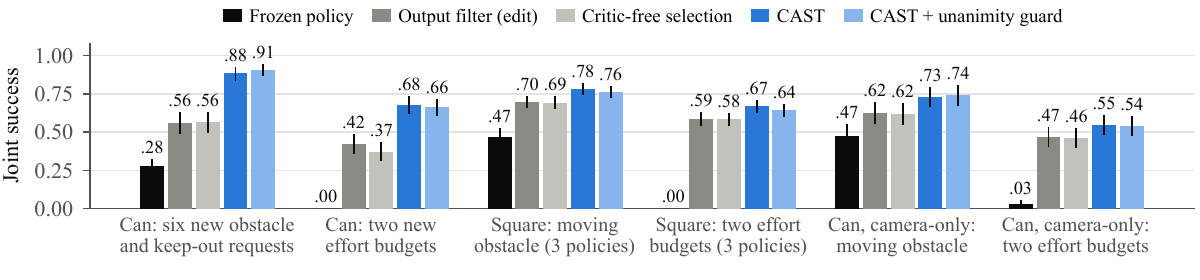 Frozen policy Output filter (edit) Critic-free selection CAST CAST + unanimity guard
Joint success
1.00
0.75
0.50
0.25
0.00
.28 .56 .56 .88 .91
.00 .42 .37 .68 .66
.47 .70 .69 .78 .76
.00 .59 .58 .67 .64
.47 .62 .62 .73 .74
.03 .47 .46 .55 .54
Can: six new obstacle
and keep-out requests
Can: two new
effort budgets
Square: moving
obstacle (3 policies)
Square: two effort
budgets (3 policies)
Can, camera-only:
moving obstacle
Can, camera-only:
two effort budgets